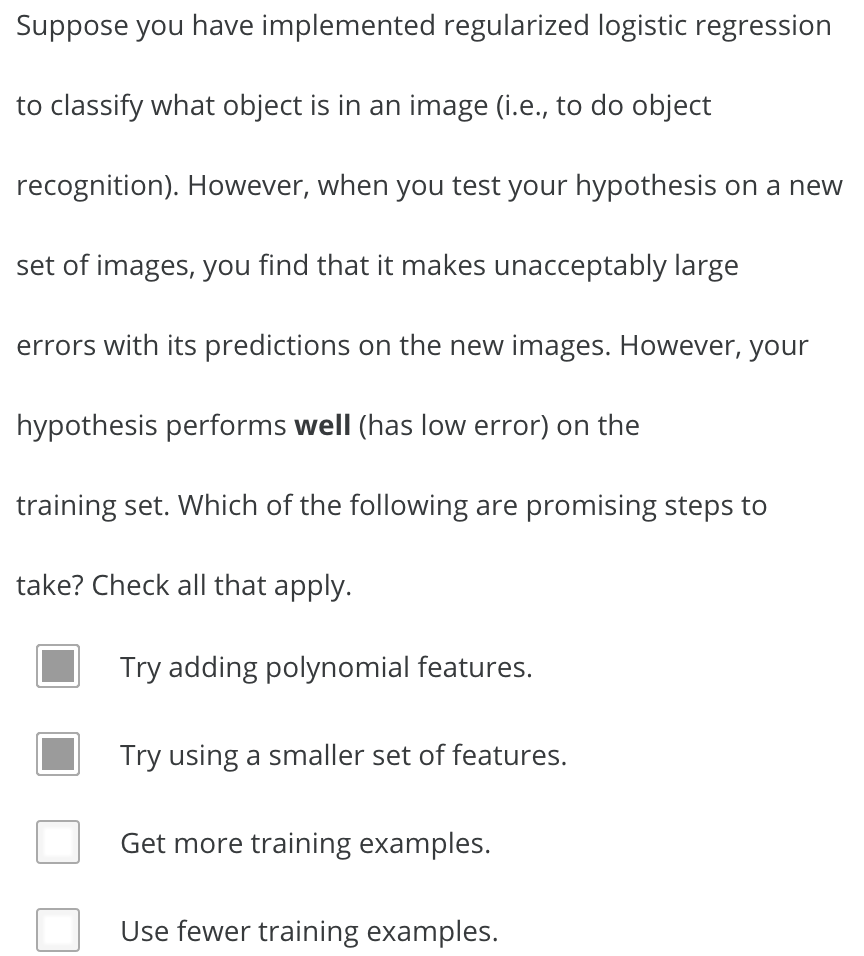 Suppose you have implemented regularized logistic regression
to classify what object is in an image (i.e., to do object
recognition). However, when you test your hypothesis on a new
set of images, you find that it makes unacceptably large
errors with its predictions on the new images. However, your
hypothesis performs well (has low error) on the
training set. Which of the following are promising steps to
take? Check all that apply.
Try adding polynomial features.
Try using a smaller set of features.
Get more training examples.
Use fewer training examples.